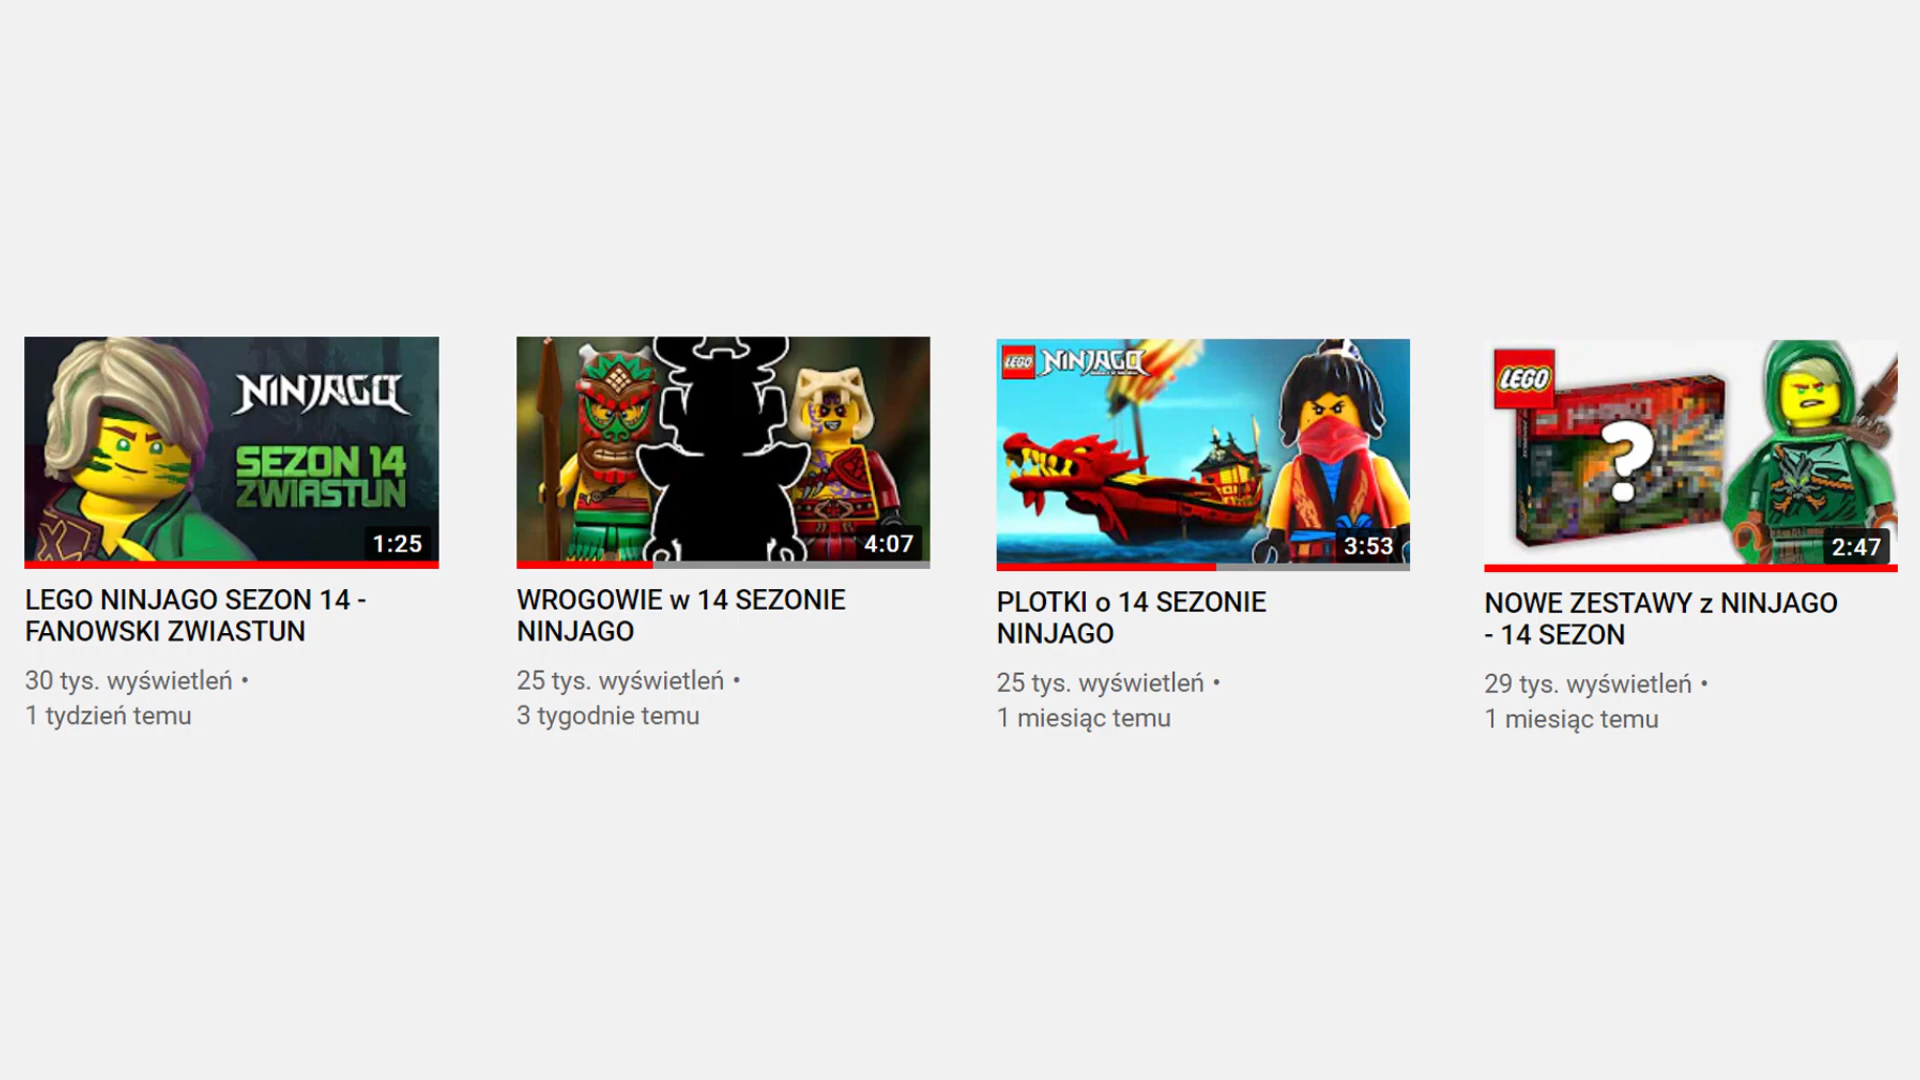 NINJAGO
SEZON 14
ZWIASTUN
1:25
LEGO NINJAGO SEZON 14 -
FANOWSKI ZWIASTUN
30 tys. wyświetleń •
1 tydzień temu
4:07
WROGOWIE w 14 SEZONIE
NINJAGO
25 tys. wyświetleń •
3 tygodnie temu
LEGO NINJAGO
3:53
PLOTKI o 14 SEZONIE
NINJAGO
25 tys. wyświetleń •
1 miesiąc temu
LEGO
?
2:47
NOWE ZESTAWY z NINJAGO
- 14 SEZON
29 tys. wyświetleń •
1 miesiąc temu